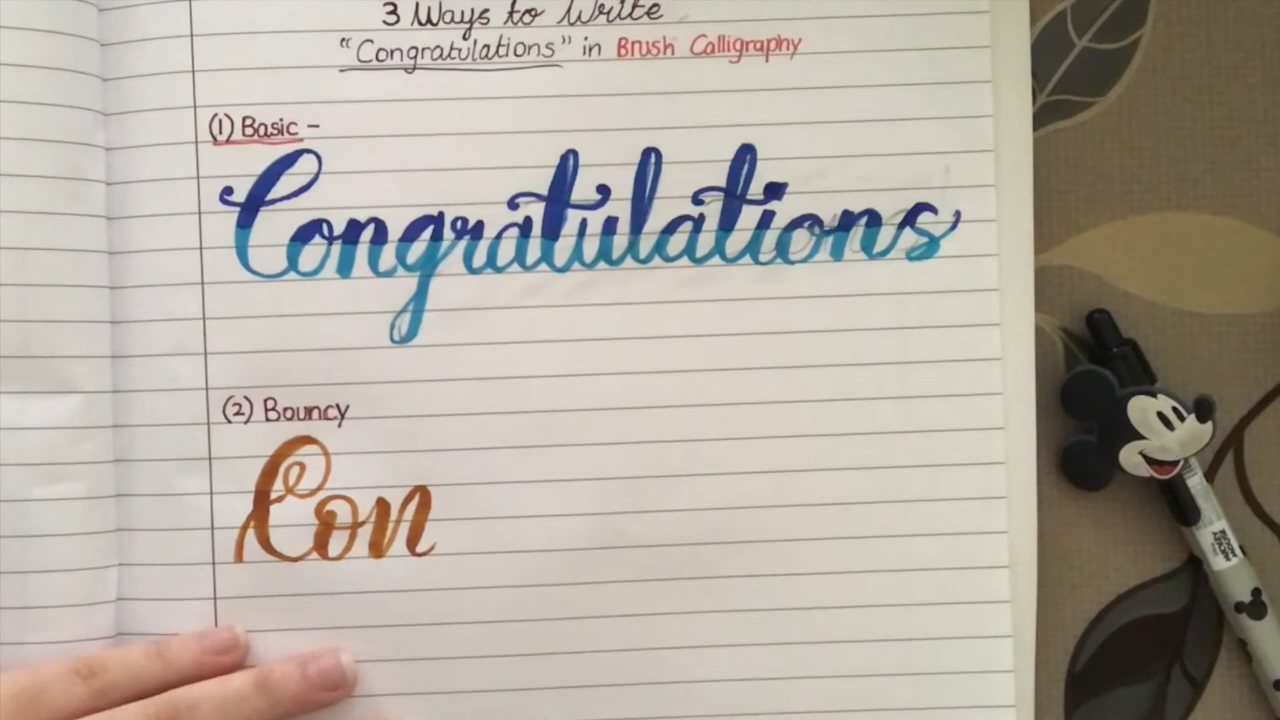 3 Ways to Write
"Congratulations" in Brush Calligraphy
(1) Basic -
Congratulations
(2) Bouncy
Con